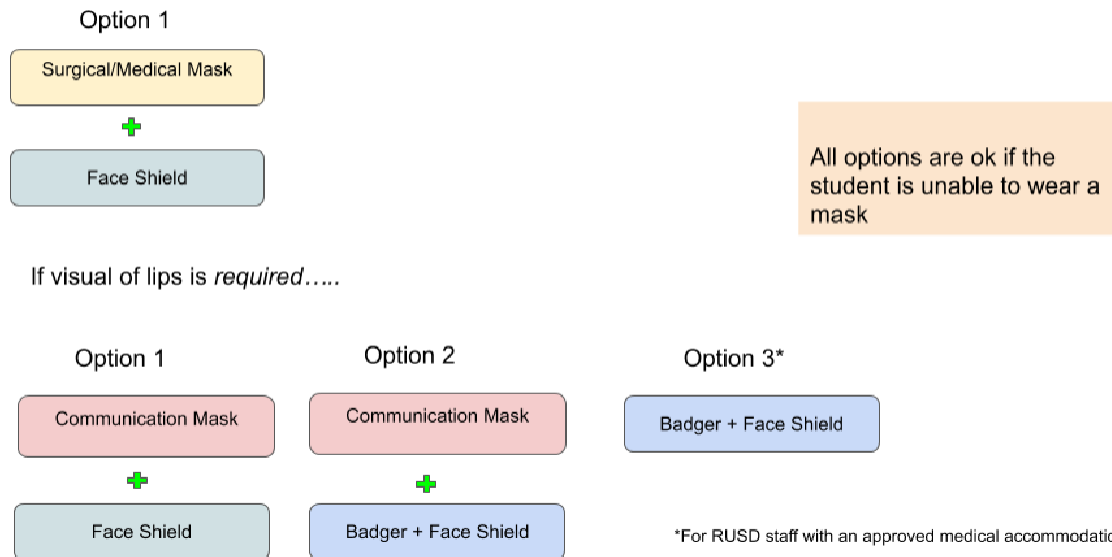 Option 1
Surgical/Medical Mask
Face Shield
All options are ok if the
student is unable to wear a
mask
If visual of lips is required.....
Option 1
Communication Mask
Face Shield
Option 2
Communication Mask
Badger + Face Shield
Option 3*
Badger + Face Shield
*For RUSD staff with an approved medical accommodatio